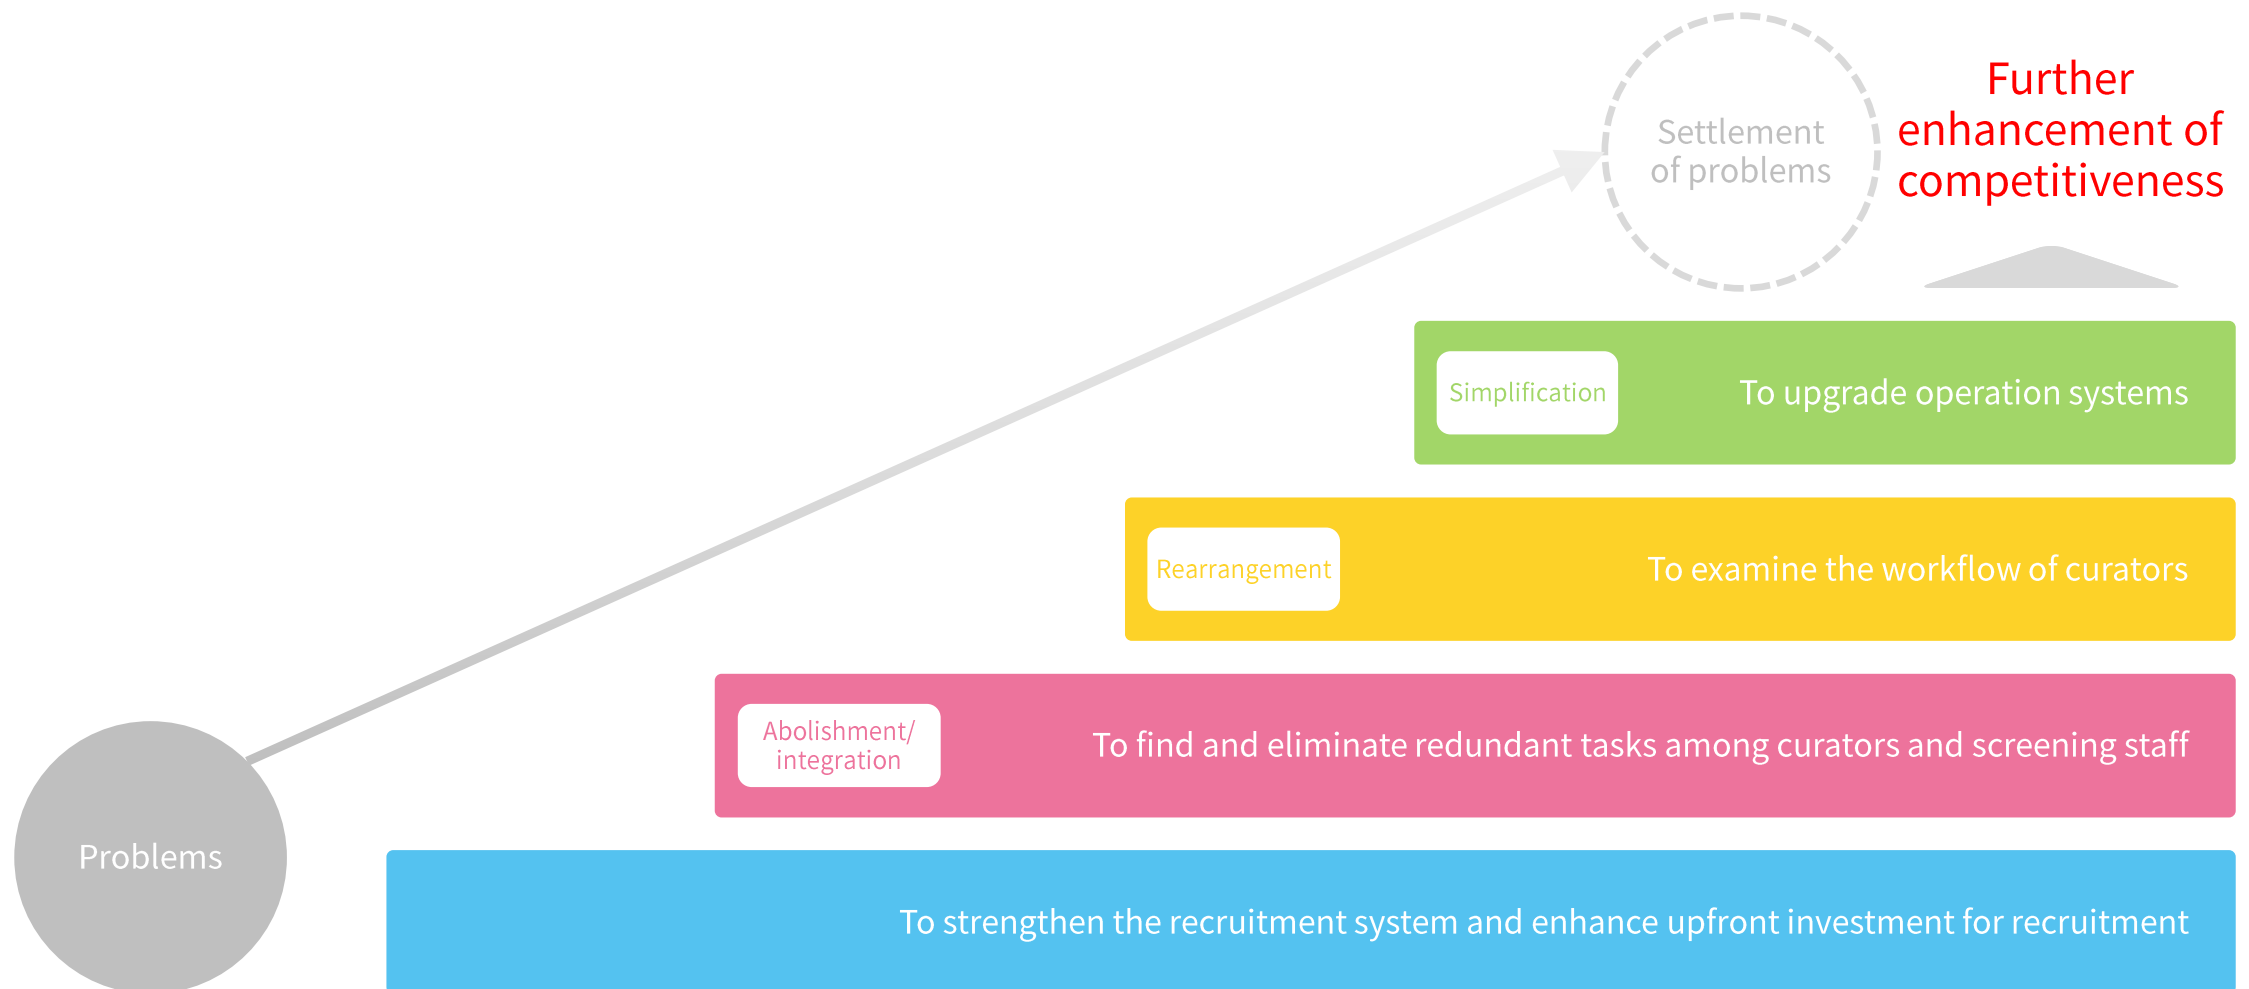 Settlement
of problems
Further
enhancement of
competitiveness
Simplification
To upgrade operation systems
Rearrangement
To examine the workflow of curators
Abolishment/
integration
To find and eliminate redundant tasks among curators and screening staff
Problems
To strengthen the recruitment system and enhance upfront investment for recruitment